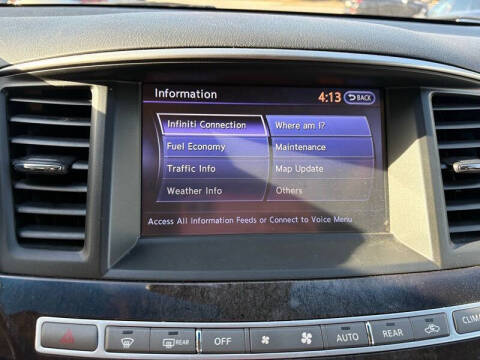 Information 4:13 BACK
Infiniti Connection Where am I?
Fuel Economy Maintenance
Traffic Info Map Update
Weather Info Others
Access All Information Feeds or Connect to Voice Menu
REAR OFF AUTO REAR CLIM